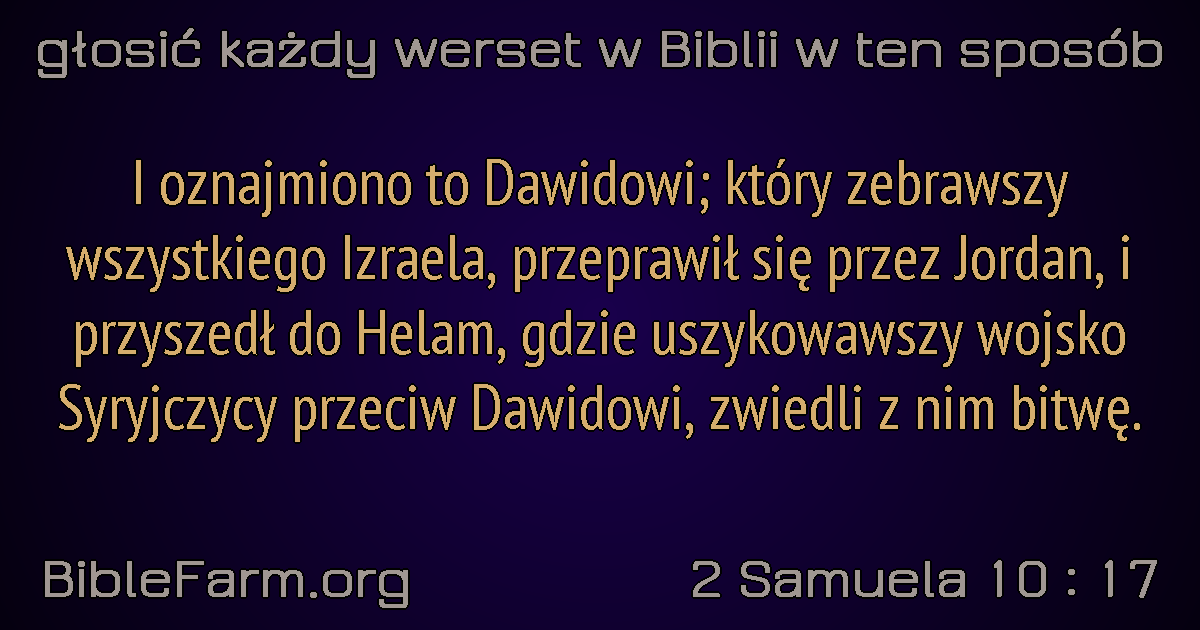 głosić każdy werset w Biblii w ten sposób
I oznajmiono to Dawidowi; który zebrawszy
wszystkiego Izraela, przeprawił się przez Jordan, i
przyszedł do Helam, gdzie uszykowawszy wojsko
Syryjczycy przeciw Dawidowi, zwiedli z nim bitwę.
BibleFarm.org
2 Samuela 10 : 17